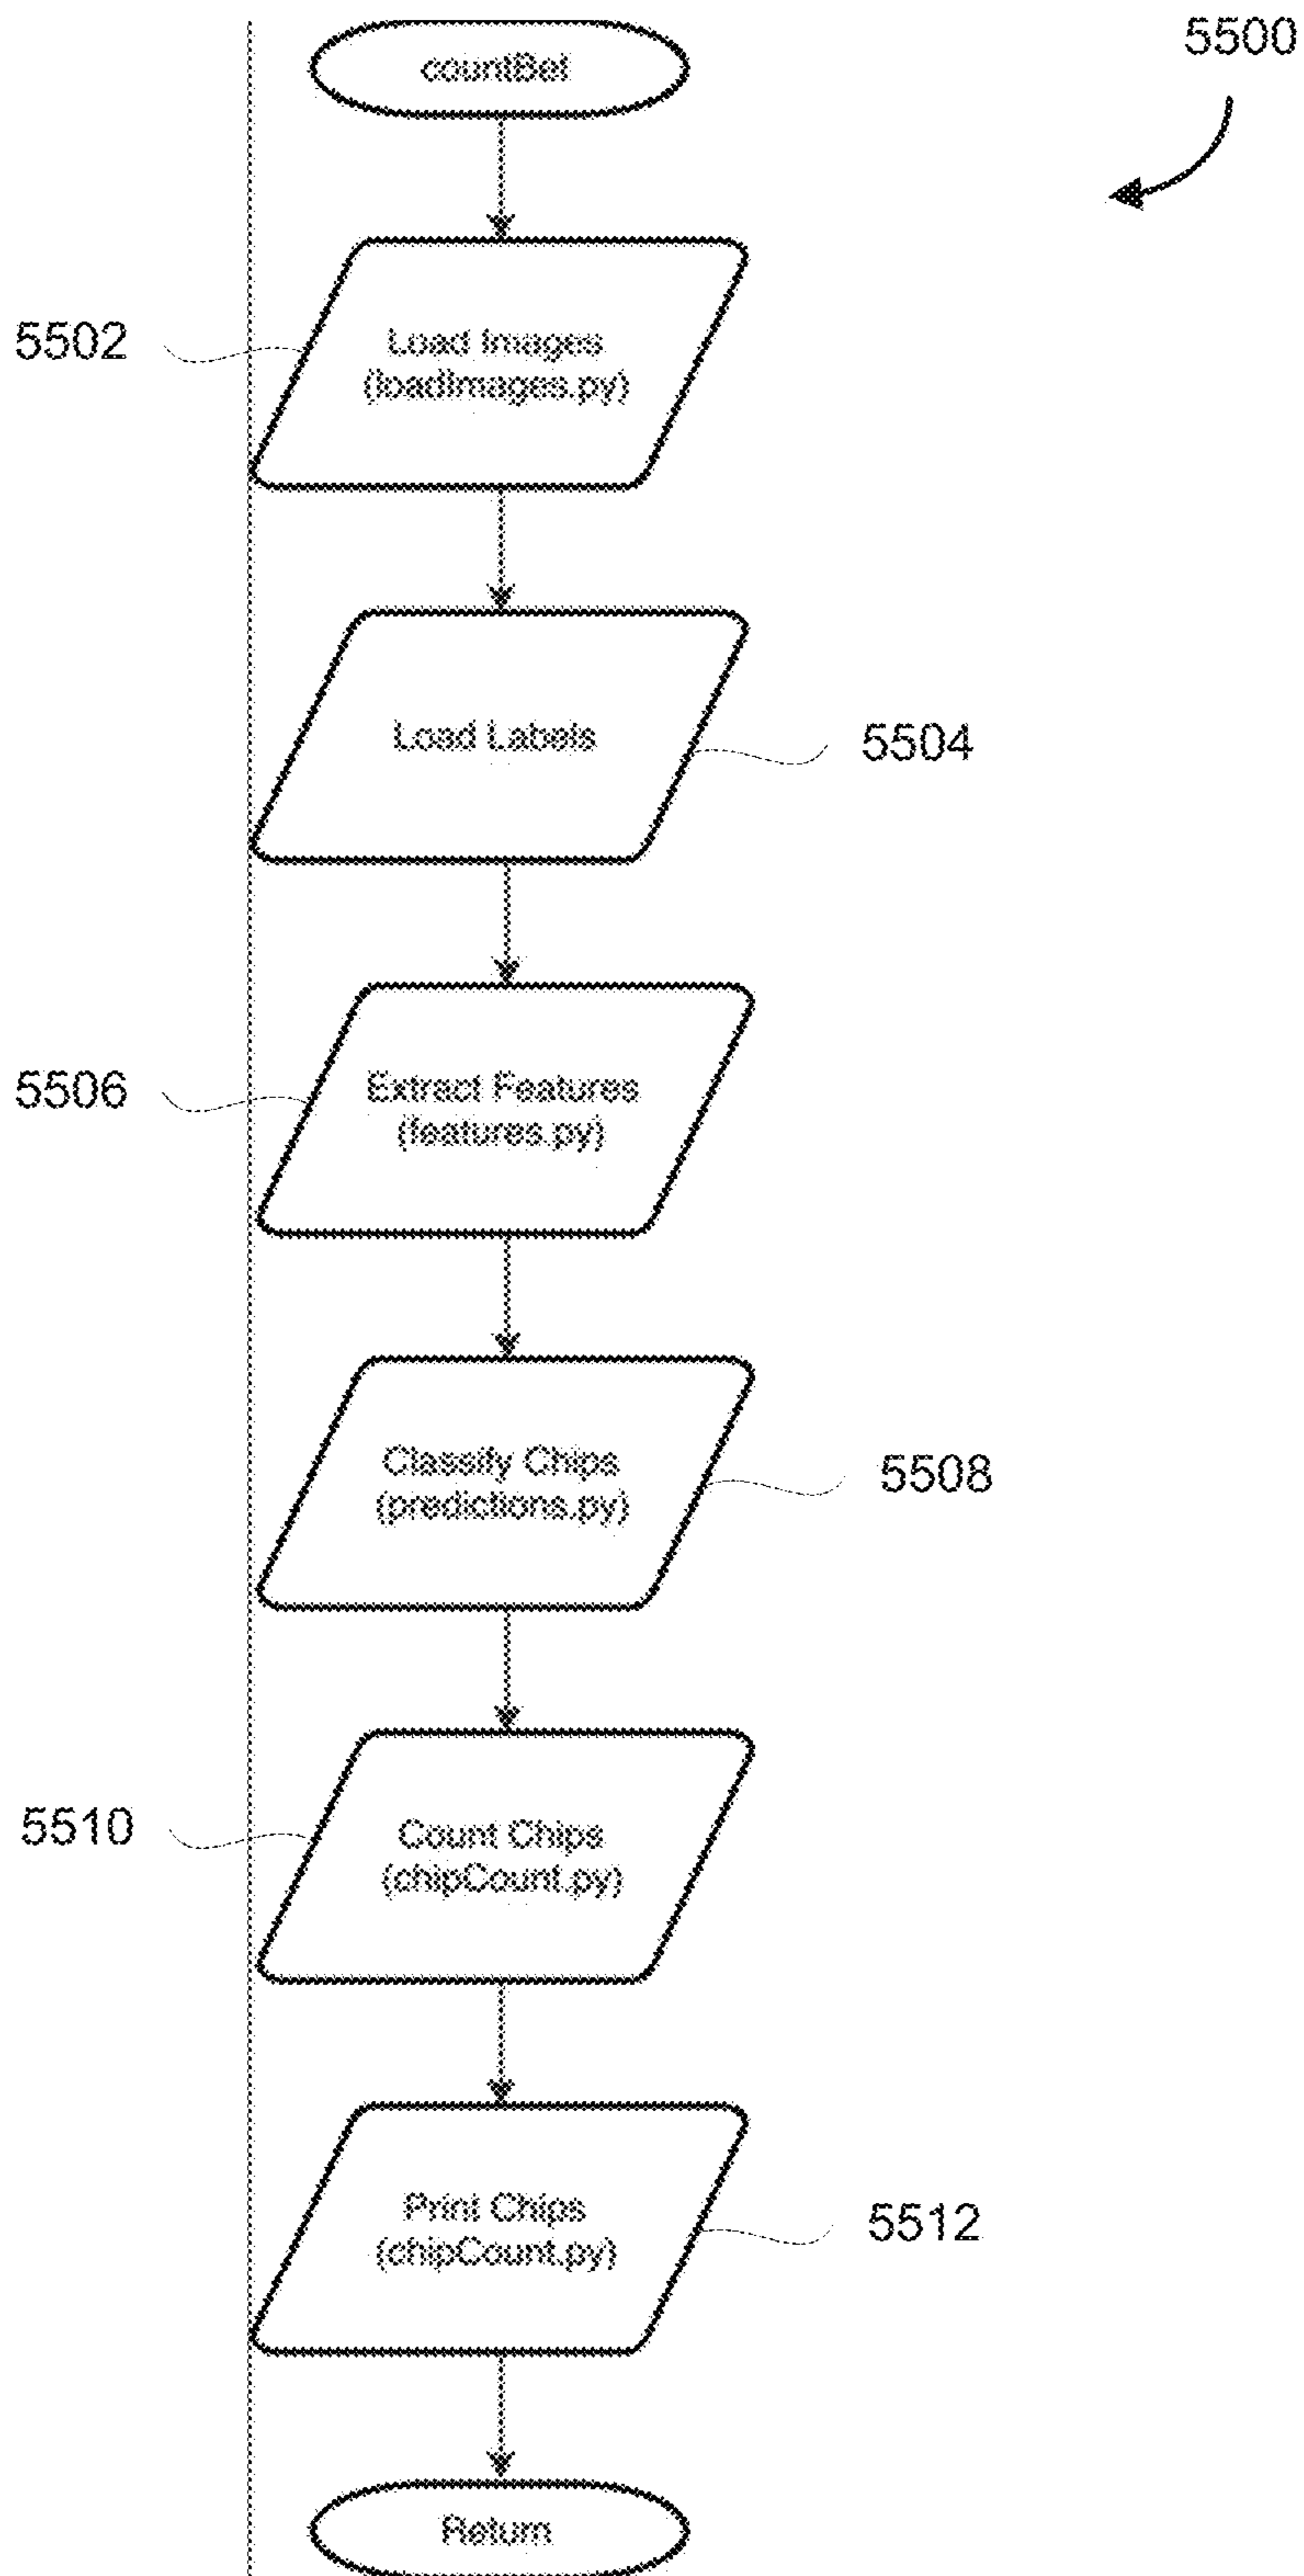 5500
countBet
5502
Load Images
(loadImages.py)
Load Labels
5504
5506
Extract Features
(features.py)
Classify Chips
(predictions.py)
5508
5510
Count Chips
(chipCount.py)
Print Chips
(chipCount.py)
5512
Return